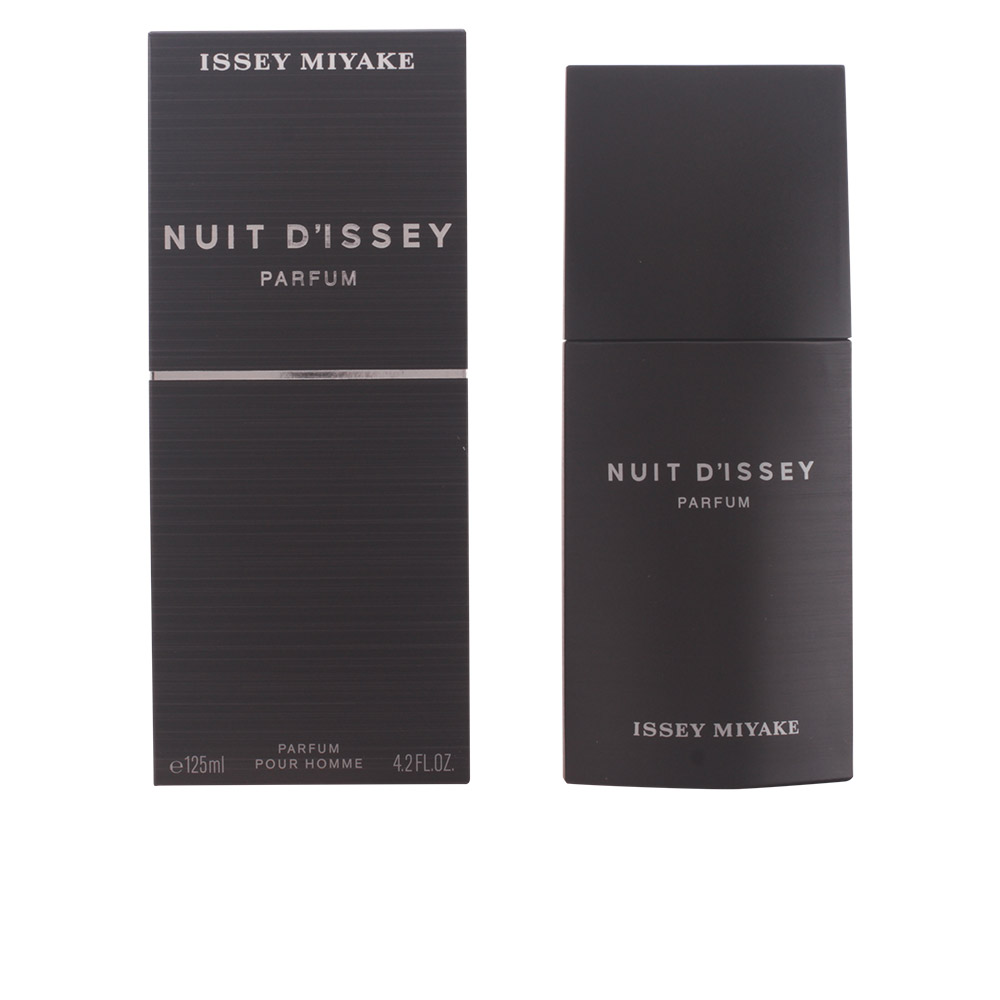 ISSEY MIYAKE
NUIT D'ISSEY
PARFUM
PARFUM
POUR HOMME
℮125ml
4.2 FL.OZ.
NUIT D'ISSEY
PARFUM
ISSEY MIYAKE